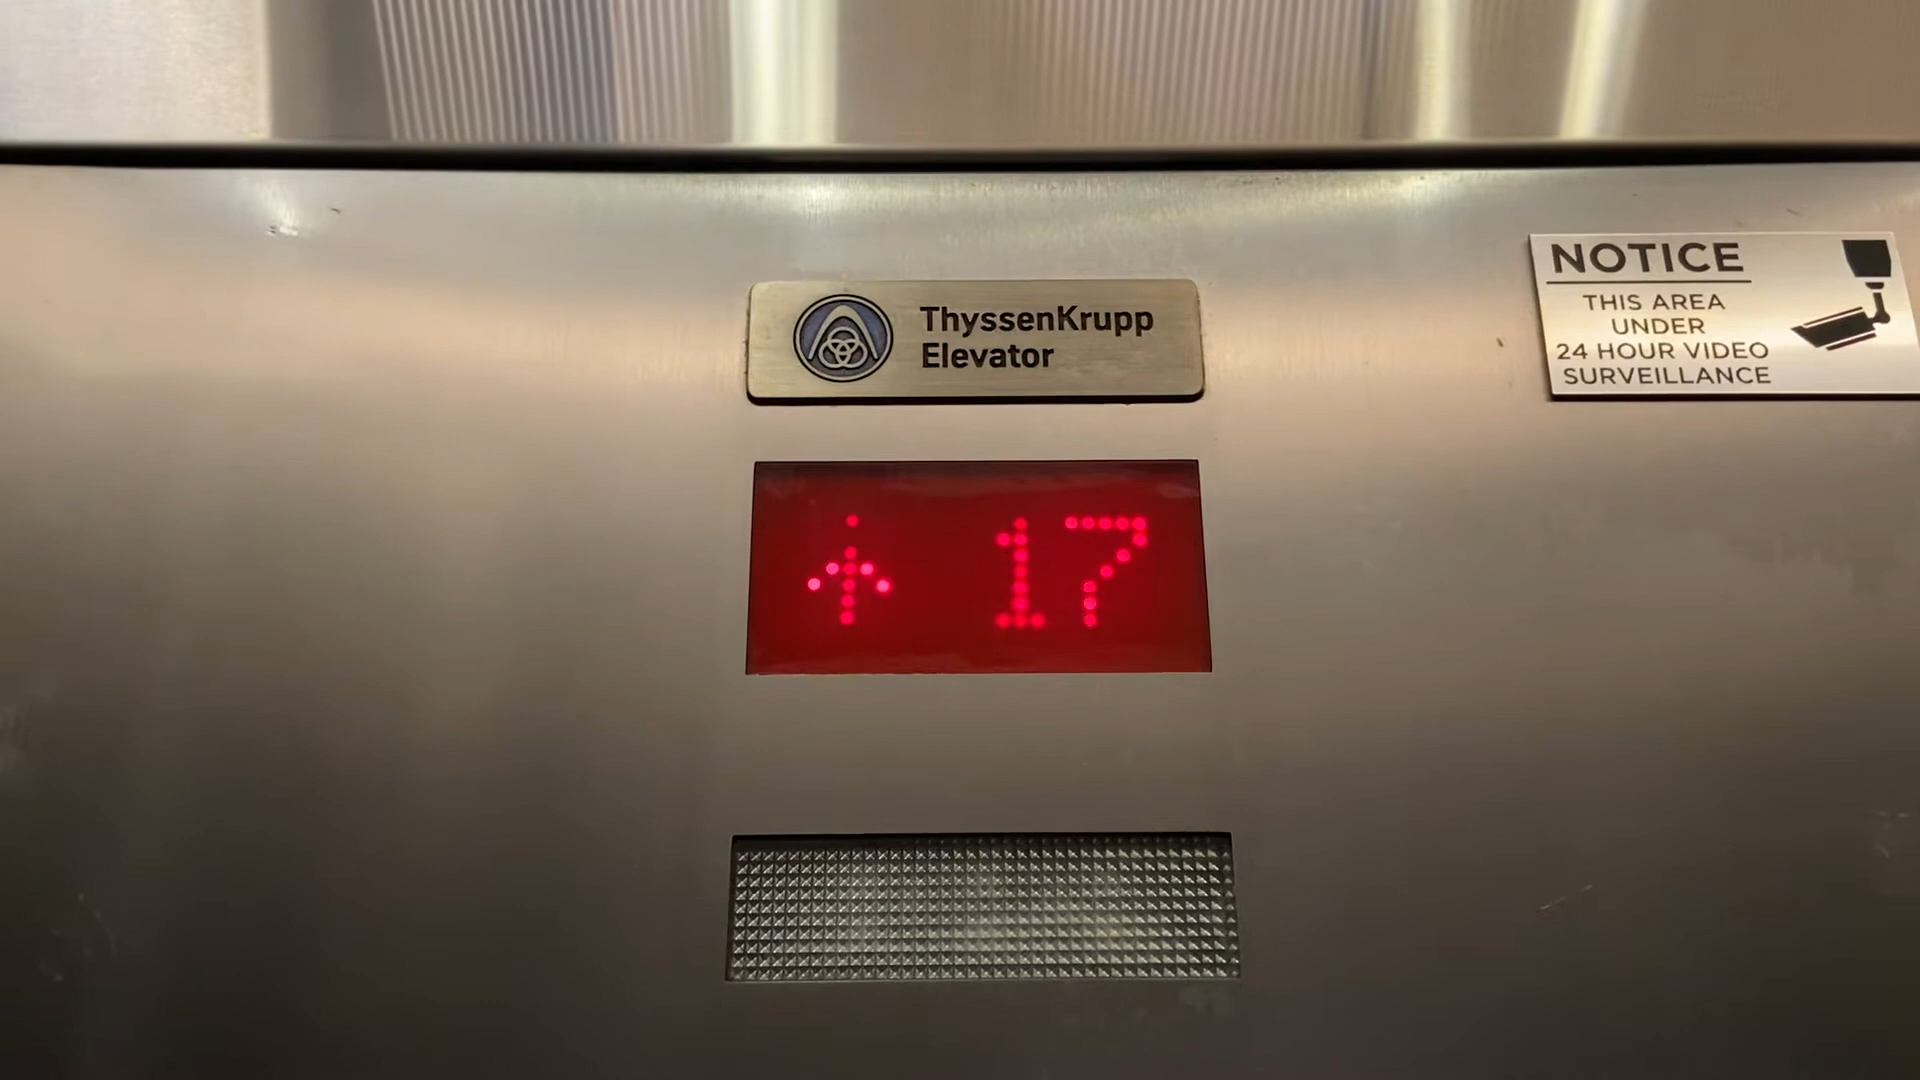 ThyssenKrupp
Elevator
NOTICE
THIS AREA
UNDER
24 HOUR VIDEO
SURVEILLANCE
↑ 17